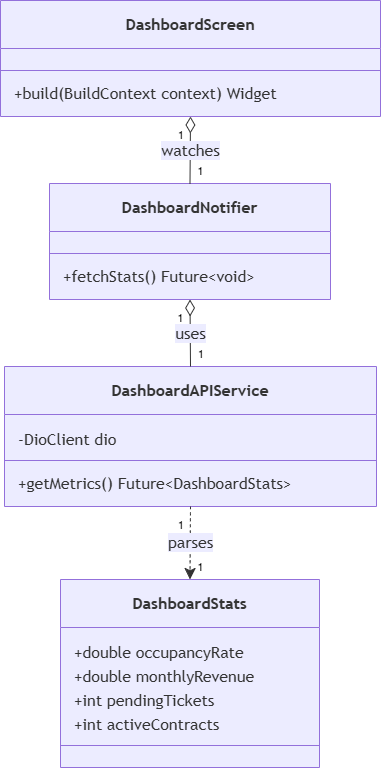 DashboardScreen
+build(BuildContext context) Widget
1
watches
1
DashboardNotifier
+fetchStats() Future<void>
1
uses
1
DashboardAPIService
-DioClient dio
+getMetrics() Future<DashboardStats>
1
parses
1
DashboardStats
+double occupancyRate
+double monthlyRevenue
+int pendingTickets
+int activeContracts